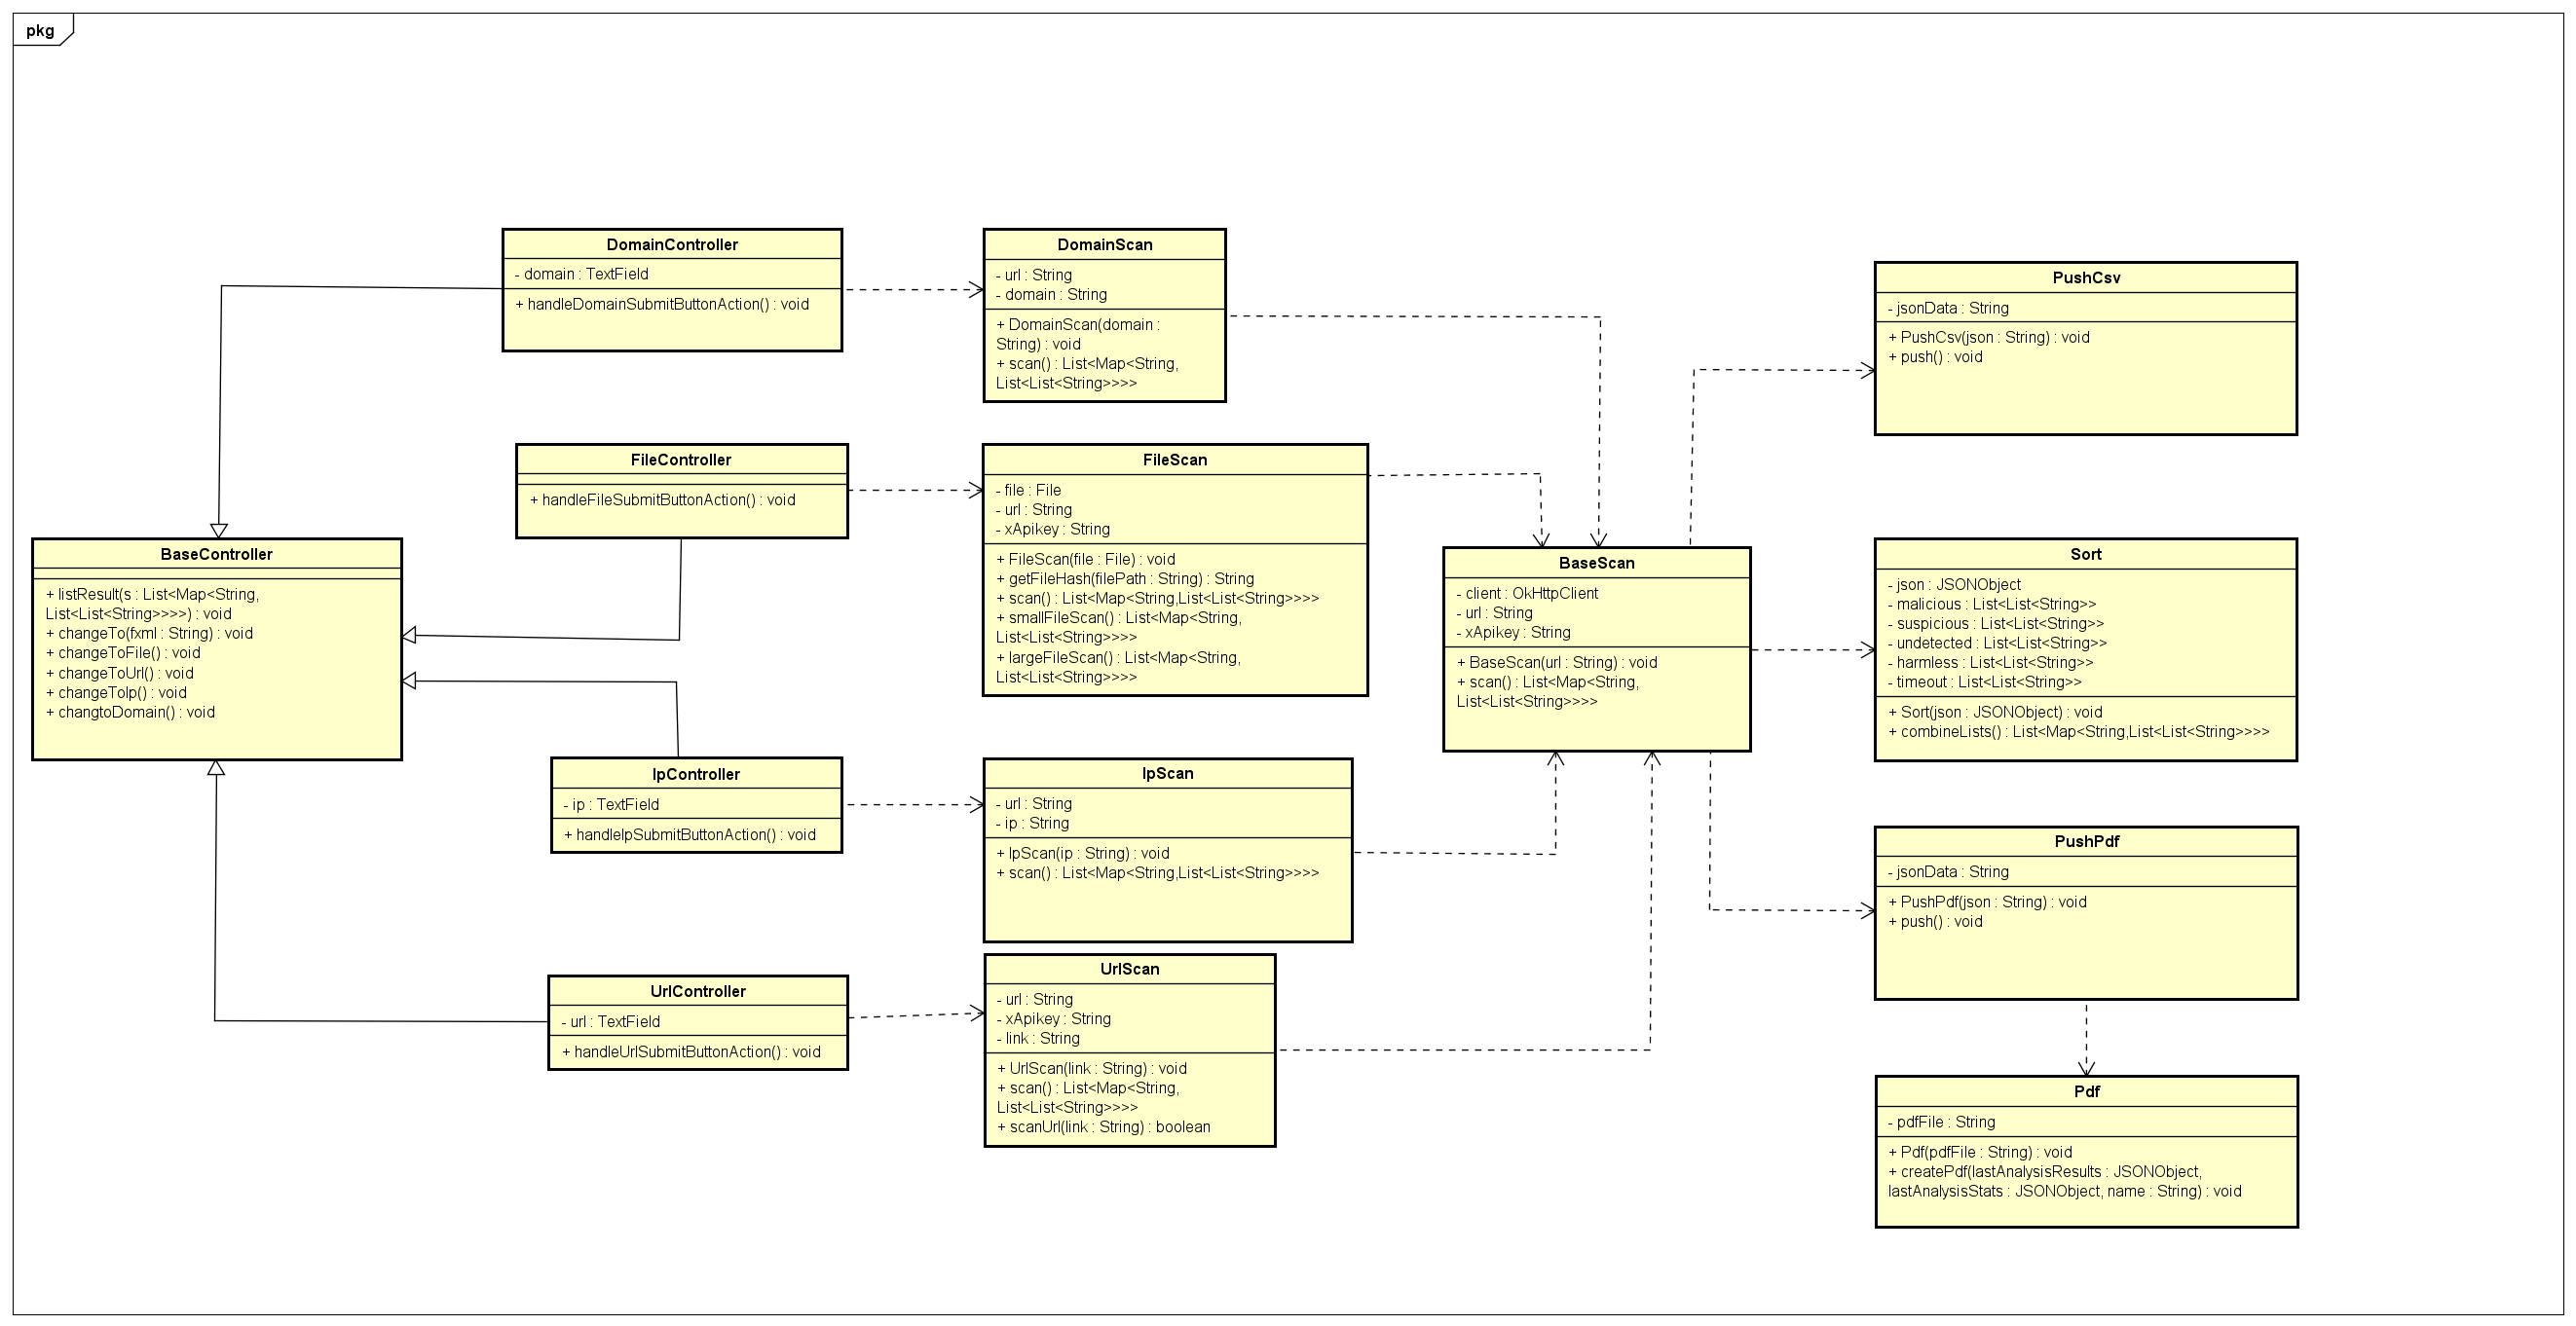 pkg
DomainController
- domain : TextField
+ handleDomainSubmitButtonAction() : void
DomainScan
- url : String
- domain : String
+ DomainScan(domain :
String) : void
+ scan() : List<Map<String,
List<List<String>>>>
PushCsv
- jsonData : String
+ PushCsv(json : String) : void
+ push() : void
FileController
+ handleFileSubmitButtonAction() : void
FileScan
- file : File
- url : String
- xApikey : String
+ FileScan(file : File) : void
+ getFileHash(filePath : String) : String
+ scan() : List<Map<String,List<List<String>>>>
+ smallFileScan() : List<Map<String,
List<List<String>>>>
+ largeFileScan() : List<Map<String,
List<List<String>>>>
BaseController
+ listResult(s : List<Map<String,
List<List<String>>>>) : void
+ changeTo(fxml : String) : void
+ changeToFile() : void
+ changeToUrl() : void
+ changeToIp() : void
+ changtoDomain() : void
BaseScan
- client : OkHttpClient
- url : String
- xApikey : String
+ BaseScan(url : String) : void
+ scan() : List<Map<String,
List<List<String>>>>
Sort
- json : JSONObject
- malicious : List<List<String>>
- suspicious : List<List<String>>
- undetected : List<List<String>>
- harmless : List<List<String>>
- timeout : List<List<String>>
+ Sort(json : JSONObject) : void
+ combineLists() : List<Map<String,List<List<String>>>>
IpController
- ip : TextField
+ handleIpSubmitButtonAction() : void
IpScan
- url : String
- ip : String
+ IpScan(ip : String) : void
+ scan() : List<Map<String,List<List<String>>>>
PushPdf
- jsonData : String
+ PushPdf(json : String) : void
+ push() : void
UrlController
- url : TextField
+ handleUrlSubmitButtonAction() : void
UrlScan
- url : String
- xApikey : String
- link : String
+ UrlScan(link : String) : void
+ scan() : List<Map<String,
List<List<String>>>>
+ scanUrl(link : String) : boolean
Pdf
- pdfFile : String
+ Pdf(pdfFile : String) : void
+ createPdf(lastAnalysisResults : JSONObject,
lastAnalysisStats : JSONObject, name : String) : void